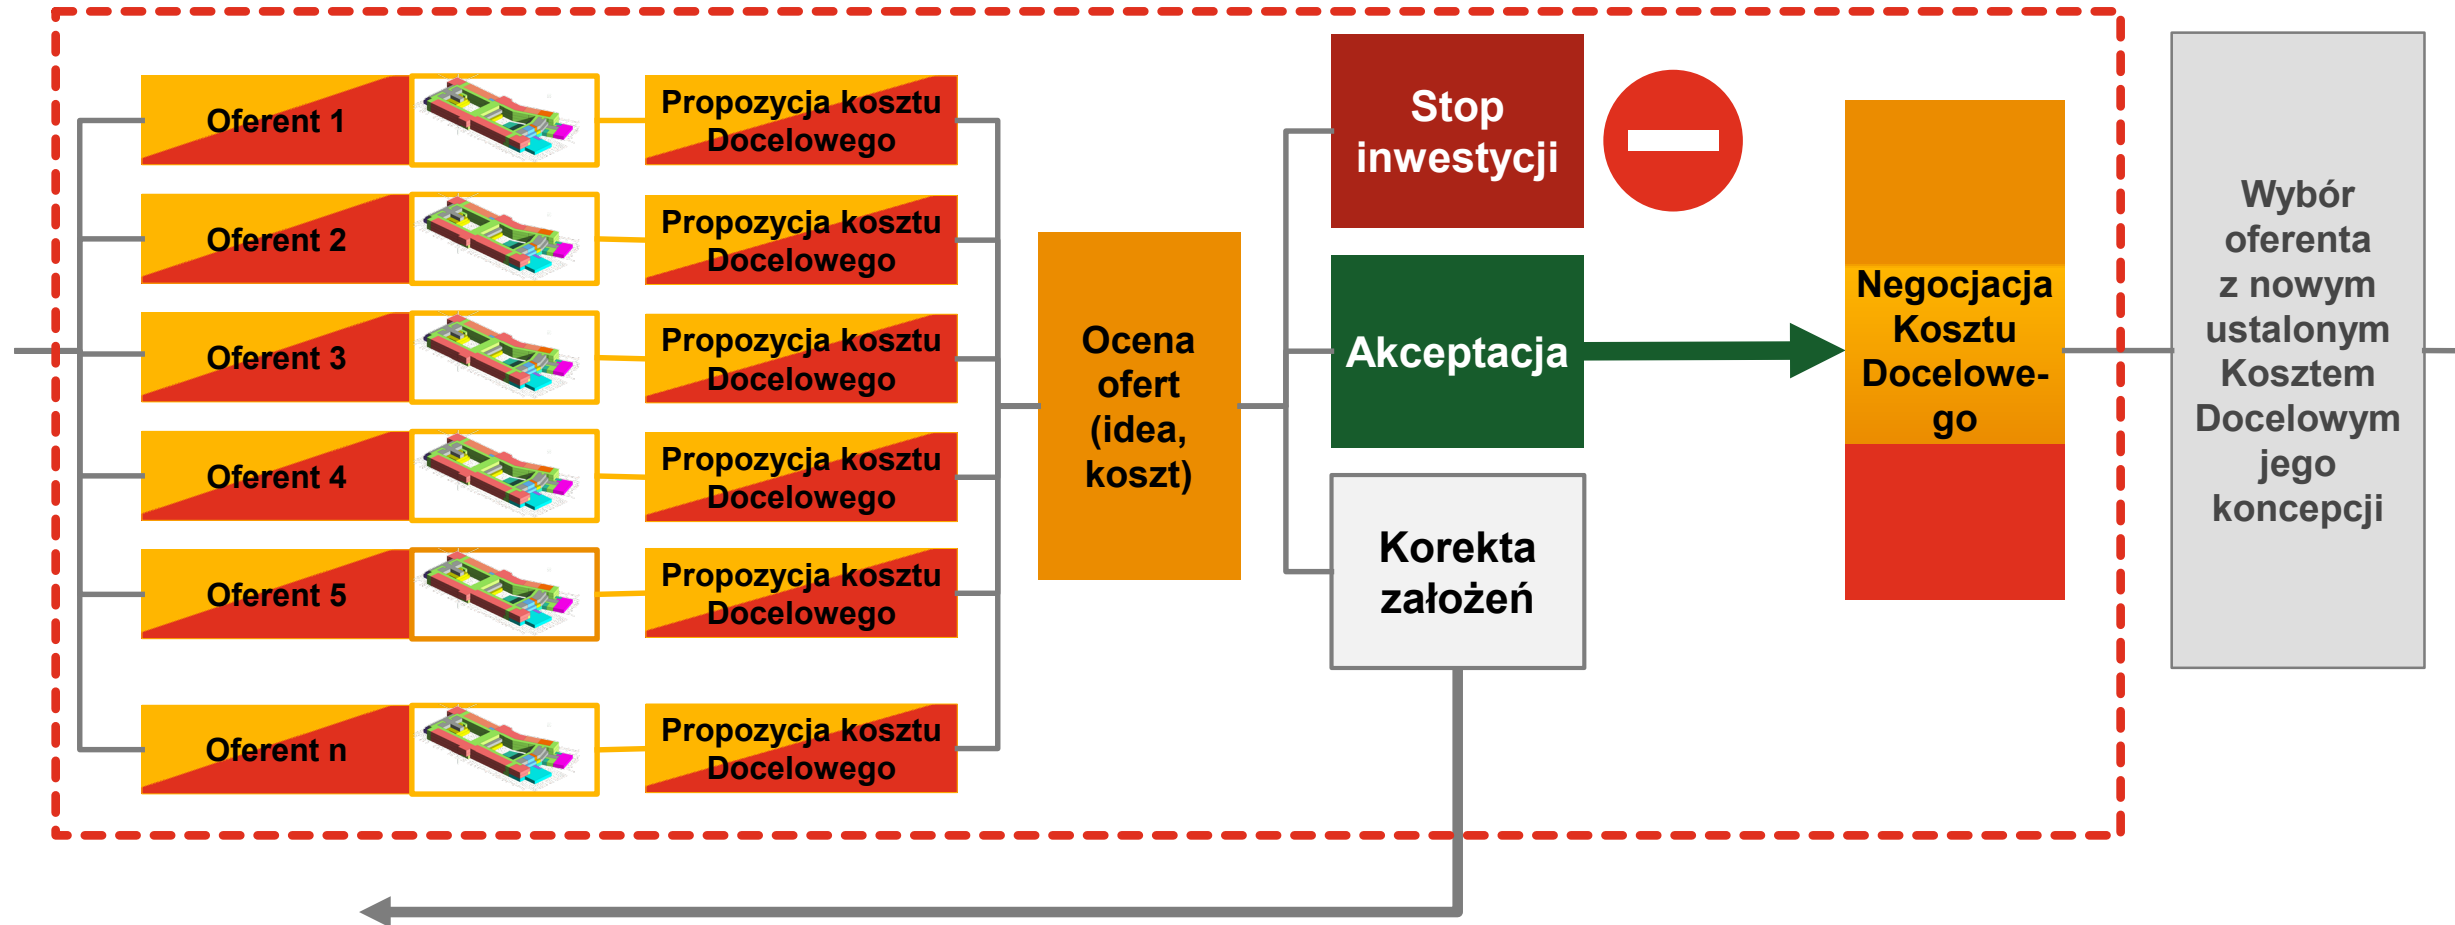 Oferent 1
Propozycja kosztu
Docelowego
Oferent 2
Propozycja kosztu
Docelowego
Oferent 3
Propozycja kosztu
Docelowego
Oferent 4
Propozycja kosztu
Docelowego
Oferent 5
Propozycja kosztu
Docelowego
Oferent n
Propozycja kosztu
Docelowego
Ocena
ofert
(idea,
koszt)
Stop
inwestycji
Akceptacja
Korekta
założeń
Negocjacja
Kosztu
Docelowe-
go
Wybór
oferenta
z nowym
ustalonym
Kosztem
Docelowym
jego
koncepcji